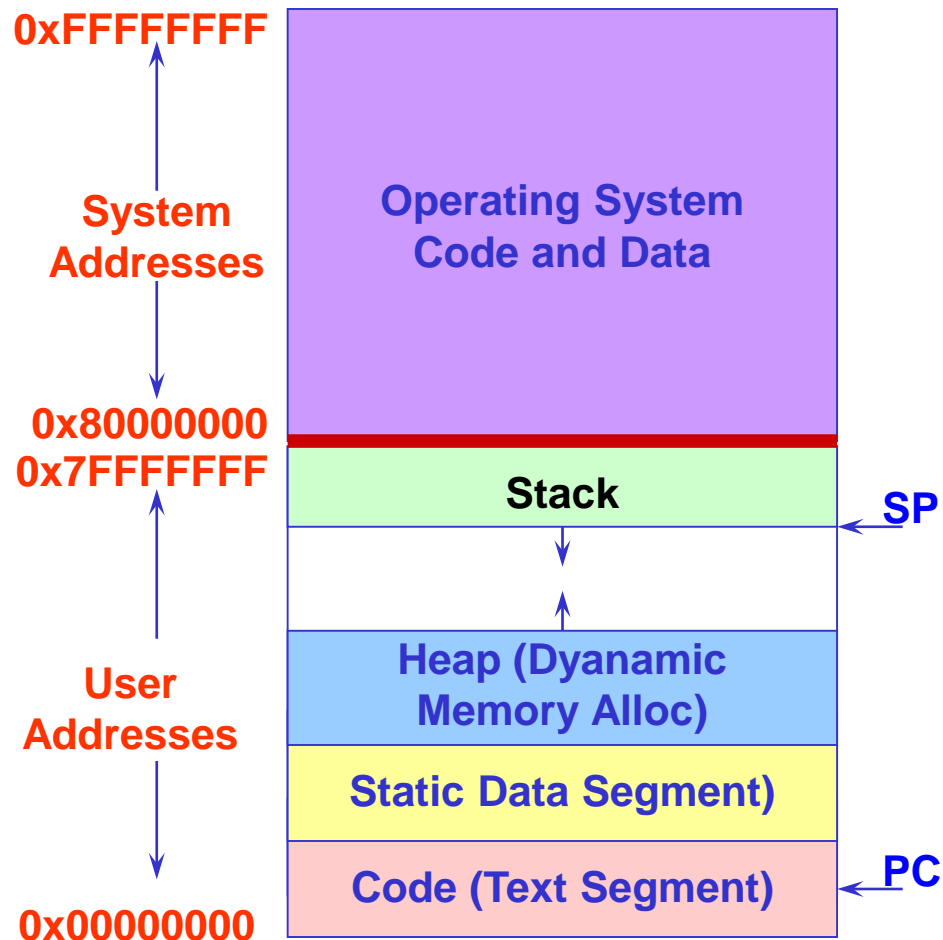 0xFFFFFFFF
Operating System
Code and Data
System
Addresses
0x80000000
0x7FFFFFFF
Stack
SP
Heap (Dyanamic
Memory Alloc)
User
Addresses
Static Data Segment)
Code (Text Segment)
PC
0x00000000